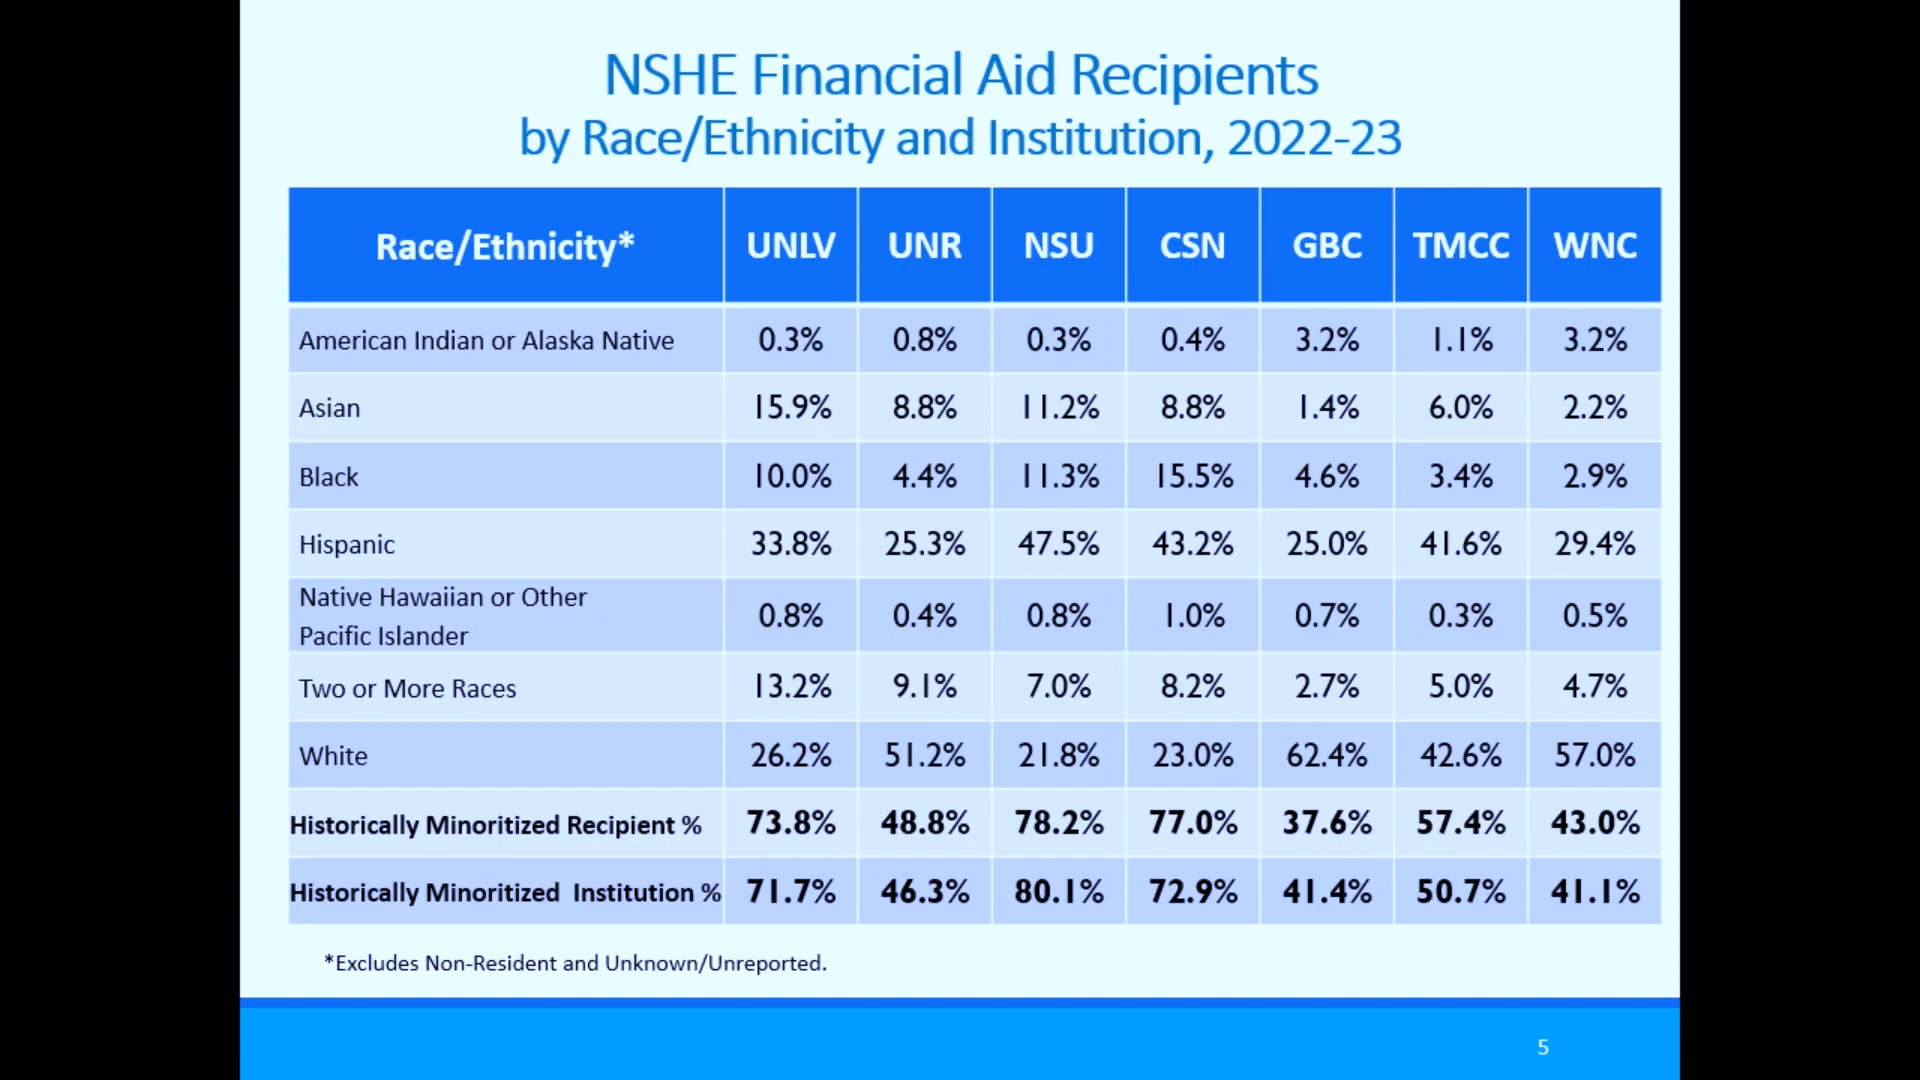 NSHE Financial Aid Recipients
by Race/Ethnicity and Institution, 2022-23
Race/Ethnicity* UNLV UNR NSU CSN GBC TMCC WNC
American Indian or Alaska Native 0.3% 0.8% 0.3% 0.4% 3.2% 1.1% 3.2%
Asian 15.9% 8.8% 11.2% 8.8% 1.4% 6.0% 2.2%
Black 10.0% 4.4% 11.3% 15.5% 4.6% 3.4% 2.9%
Hispanic 33.8% 25.3% 47.5% 43.2% 25.0% 41.6% 29.4%
Native Hawaiian or Other
Pacific Islander 0.8% 0.4% 0.8% 1.0% 0.7% 0.3% 0.5%
Two or More Races 13.2% 9.1% 7.0% 8.2% 2.7% 5.0% 4.7%
White 26.2% 51.2% 21.8% 23.0% 62.4% 42.6% 57.0%
Historically Minoritized Recipient % 73.8% 48.8% 78.2% 77.0% 37.6% 57.4% 43.0%
Historically Minoritized Institution % 71.7% 46.3% 80.1% 72.9% 41.4% 50.7% 41.1%
*Excludes Non-Resident and Unknown/Unreported.
5